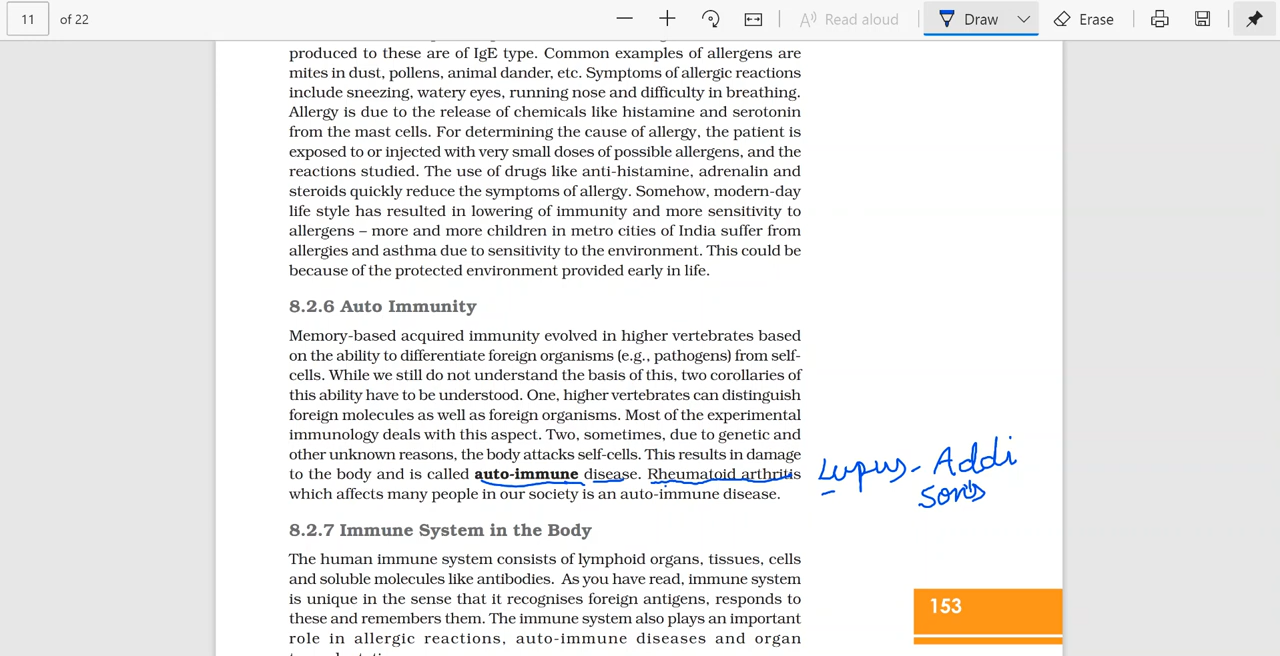 11 of 22 Read aloud Draw Erase
produced to these are of IgE type. Common examples of allergens are
mites in dust, pollens, animal dander, etc. Symptoms of allergic reactions
include sneezing, watery eyes, running nose and difficulty in breathing.
Allergy is due to the release of chemicals like histamine and serotonin
from the mast cells. For determining the cause of allergy, the patient is
exposed to or injected with very small doses of possible allergens, and the
reactions studied. The use of drugs like anti-histamine, adrenalin and
steroids quickly reduce the symptoms of allergy. Somehow, modern-day
life style has resulted in lowering of immunity and more sensitivity to
allergens – more and more children in metro cities of India suffer from
allergies and asthma due to sensitivity to the environment. This could be
because of the protected environment provided early in life.
8.2.6 Auto Immunity
Memory-based acquired immunity evolved in higher vertebrates based
on the ability to differentiate foreign organisms (e.g., pathogens) from self-
cells. While we still do not understand the basis of this, two corollaries of
this ability have to be understood. One, higher vertebrates can distinguish
foreign molecules as well as foreign organisms. Most of the experimental
immunology deals with this aspect. Two, sometimes, due to genetic and
other unknown reasons, the body attacks self-cells. This results in damage
to the body and is called auto-immune disease. Rheumatoid arthritis
which affects many people in our society is an auto-immune disease.
Lupus - Addi
sons
8.2.7 Immune System in the Body
The human immune system consists of lymphoid organs, tissues, cells
and soluble molecules like antibodies. As you have read, immune system
is unique in the sense that it recognises foreign antigens, responds to
these and remembers them. The immune system also plays an important
role in allergic reactions, auto-immune diseases and organ
153